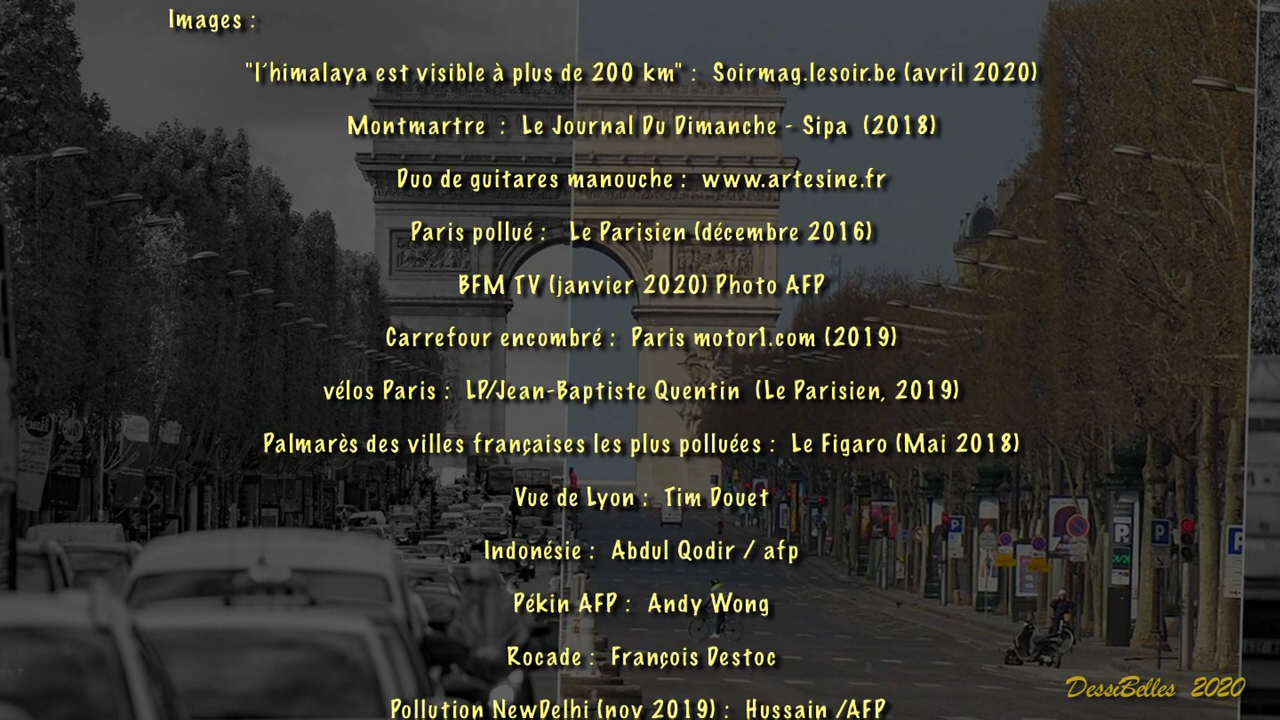 Images :
"l'himalaya est visible à plus de 200 km" : Soirmag.lesoir.be (avril 2020)
Montmartre : Le Journal Du Dimanche - Sipa (2018)
Duo de guitares manouche : www.artesine.fr
Paris pollué : Le Parisien (décembre 2016)
BFM TV (janvier 2020) Photo AFP
Carrefour encombré : Paris motor1.com (2019)
vélos Paris : LP/Jean-Baptiste Quentin (Le Parisien, 2019)
Palmarès des villes françaises les plus polluées : Le Figaro (Mai 2018)
Vue de Lyon : Tim Douet
Indonésie : Abdul Qodir / afp
Pékin AFP : Andy Wong
Rocade : François Destoc
Pollution NewDelhi (nov 2019) : Hussain /AFP
DessiBelles 2020